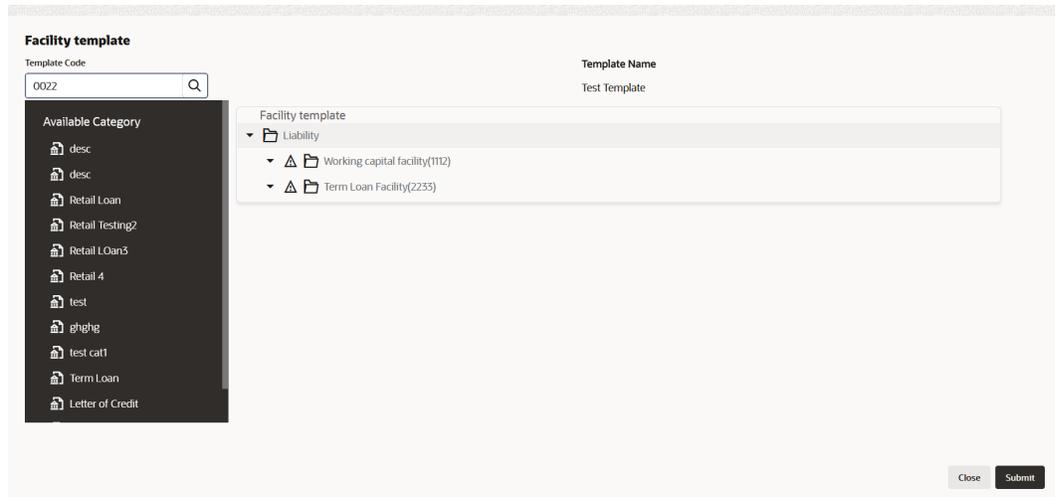 Facility template
Template Code
Template Name
0022
Test Template
Available Category
desc
desc
Retail Loan
Retail Testing2
Retail LOan3
Retail 4
test
ghghg
test cat1
Term Loan
Letter of Credit
Facility template
Liability
Working capital facility(1112)
Term Loan Facility(2233)
Close
Submit